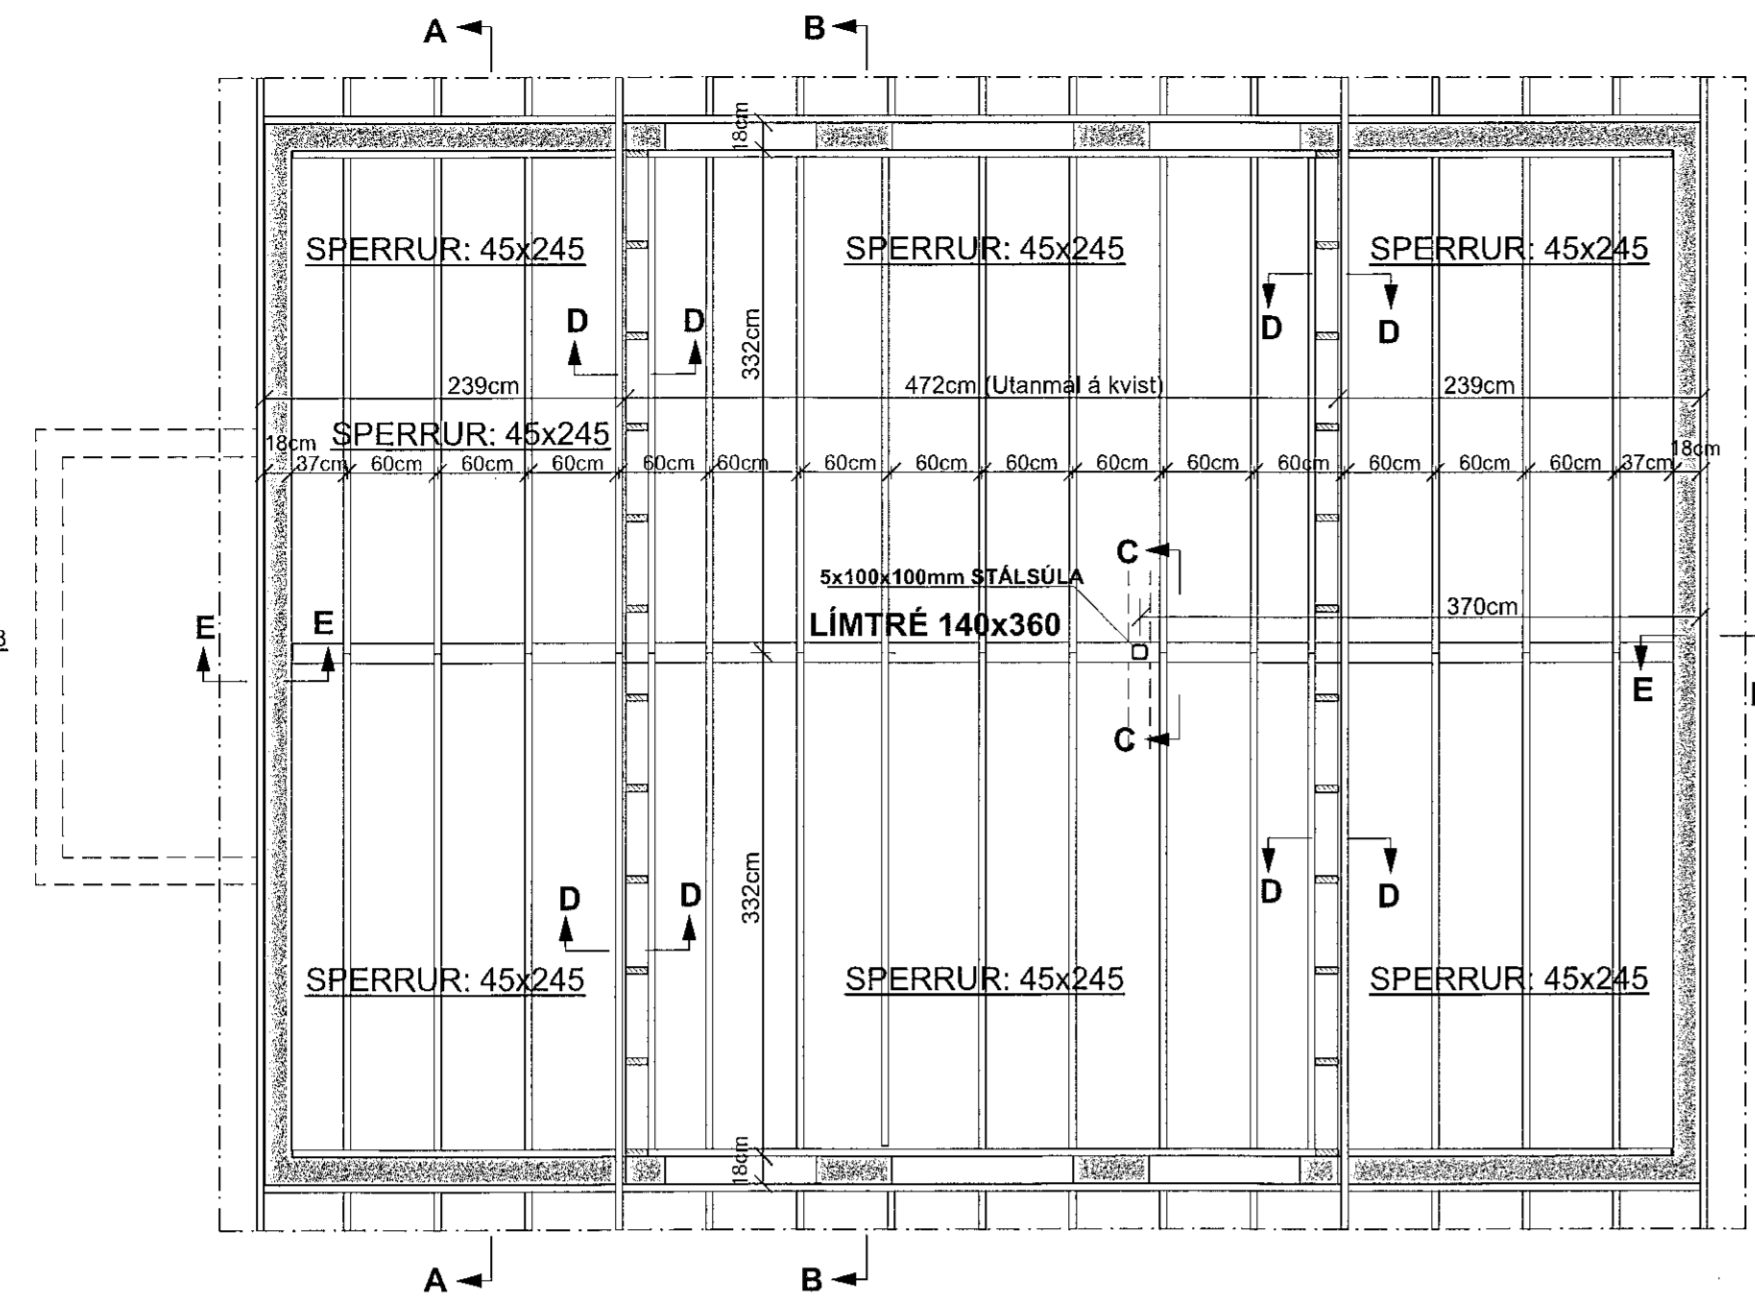 A B
18cm
SPERRUR: 45x245 SPERRUR: 45x245 SPERRUR: 45x245
D D D D
332cm
239cm 472cm (Utanmál á kvist) 239cm
SPERRUR: 45x245
18cm 37cm 60cm 60cm 60cm 60cm 60cm 60cm 60cm 60cm 60cm 60cm 60cm 60cm 60cm 60cm 37cm 18cm
C
5x100x100mm STÁLSÚLA
370cm
LÍMTRÉ 140x360
E E
E
C
332cm
D D D D
SPERRUR: 45x245 SPERRUR: 45x245 SPERRUR: 45x245
18cm
A B